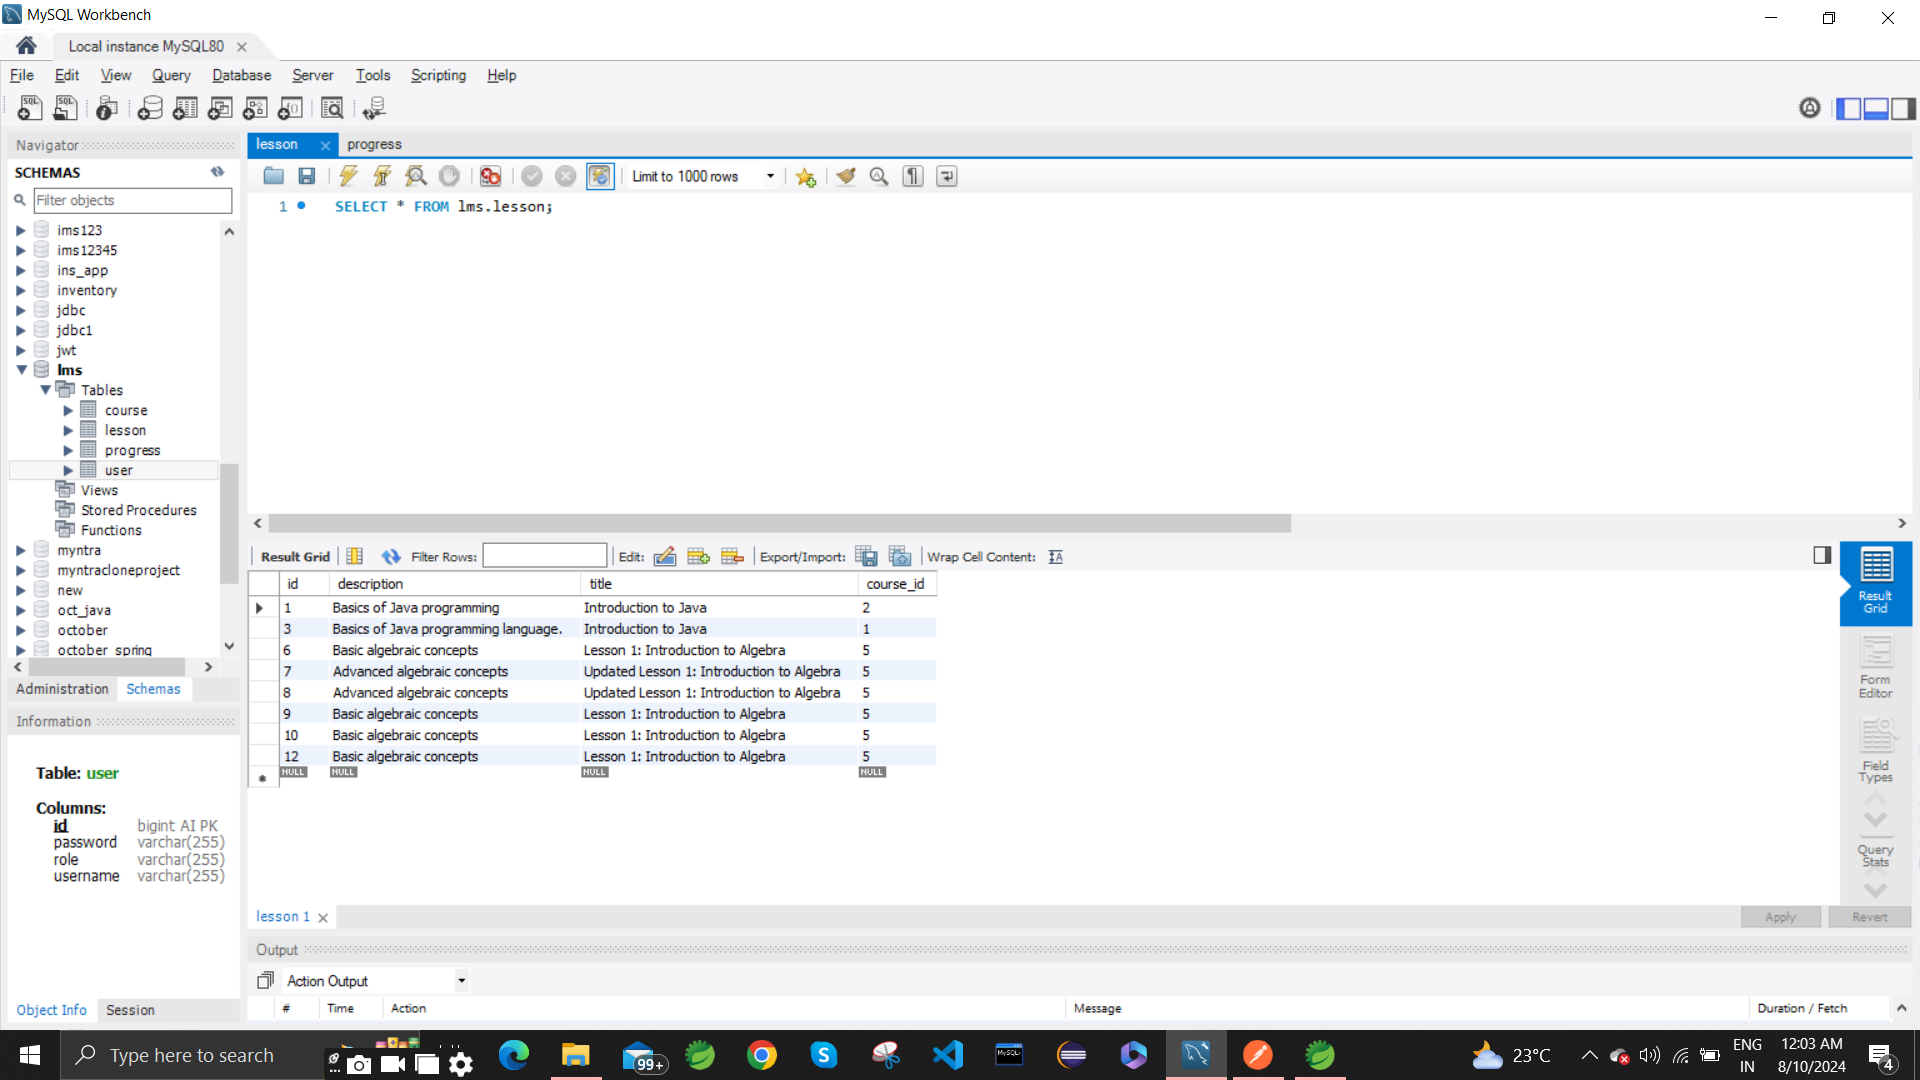 MySQL Workbench
Local instance MySQL80
File Edit View Query Database Server Tools Scripting Help
Navigator
SCHEMAS
Filter objects
ims123
ims12345
ins_app
inventory
jdbc
jdbc1
jwt
lms
Tables
course
lesson
progress
user
Views
Stored Procedures
Functions
myntra
myntracloneproject
new
oct_java
october
october_spring
Administration Schemas
Information
Table: user
Columns:
id bigint AI PK
password varchar(255)
role varchar(255)
username varchar(255)
Object Info Session
lesson progress
Limit to 1000 rows
1 SELECT * FROM lms.lesson;
Result Grid Filter Rows: Edit: Export/Import: Wrap Cell Content:
id description title course_id
1 Basics of Java programming Introduction to Java 2
3 Basics of Java programming language. Introduction to Java 1
6 Basic algebraic concepts Lesson 1: Introduction to Algebra 5
7 Advanced algebraic concepts Updated Lesson 1: Introduction to Algebra 5
8 Advanced algebraic concepts Updated Lesson 1: Introduction to Algebra 5
9 Basic algebraic concepts Lesson 1: Introduction to Algebra 5
10 Basic algebraic concepts Lesson 1: Introduction to Algebra 5
12 Basic algebraic concepts Lesson 1: Introduction to Algebra 5
NULL NULL NULL NULL
Result
Grid
Form
Editor
Field
Types
Query
Stats
lesson 1 Apply Revert
Output
Action Output
# Time Action Message Duration / Fetch
Type here to search
99+
23°C
ENG
IN
12:03 AM
8/10/2024
4